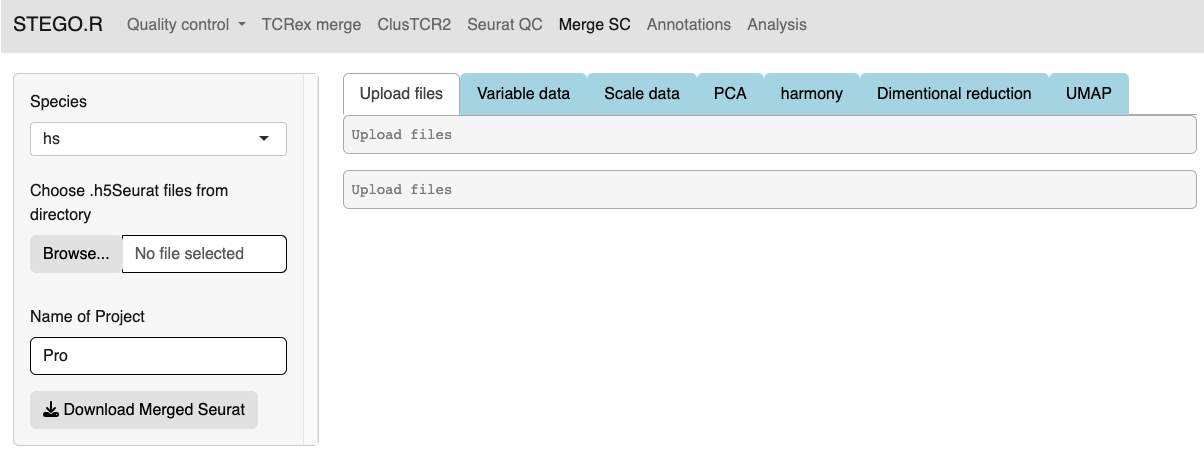 STEGO.R Quality control TCRex merge ClusTCR2 Seurat QC Merge SC Annotations Analysis
Species
hs
Choose .h5Seurat files from
directory
Browse... No file selected
Name of Project
Pro
Download Merged Seurat
Upload files Variable data Scale data PCA harmony Dimentional reduction UMAP
Upload files
Upload files